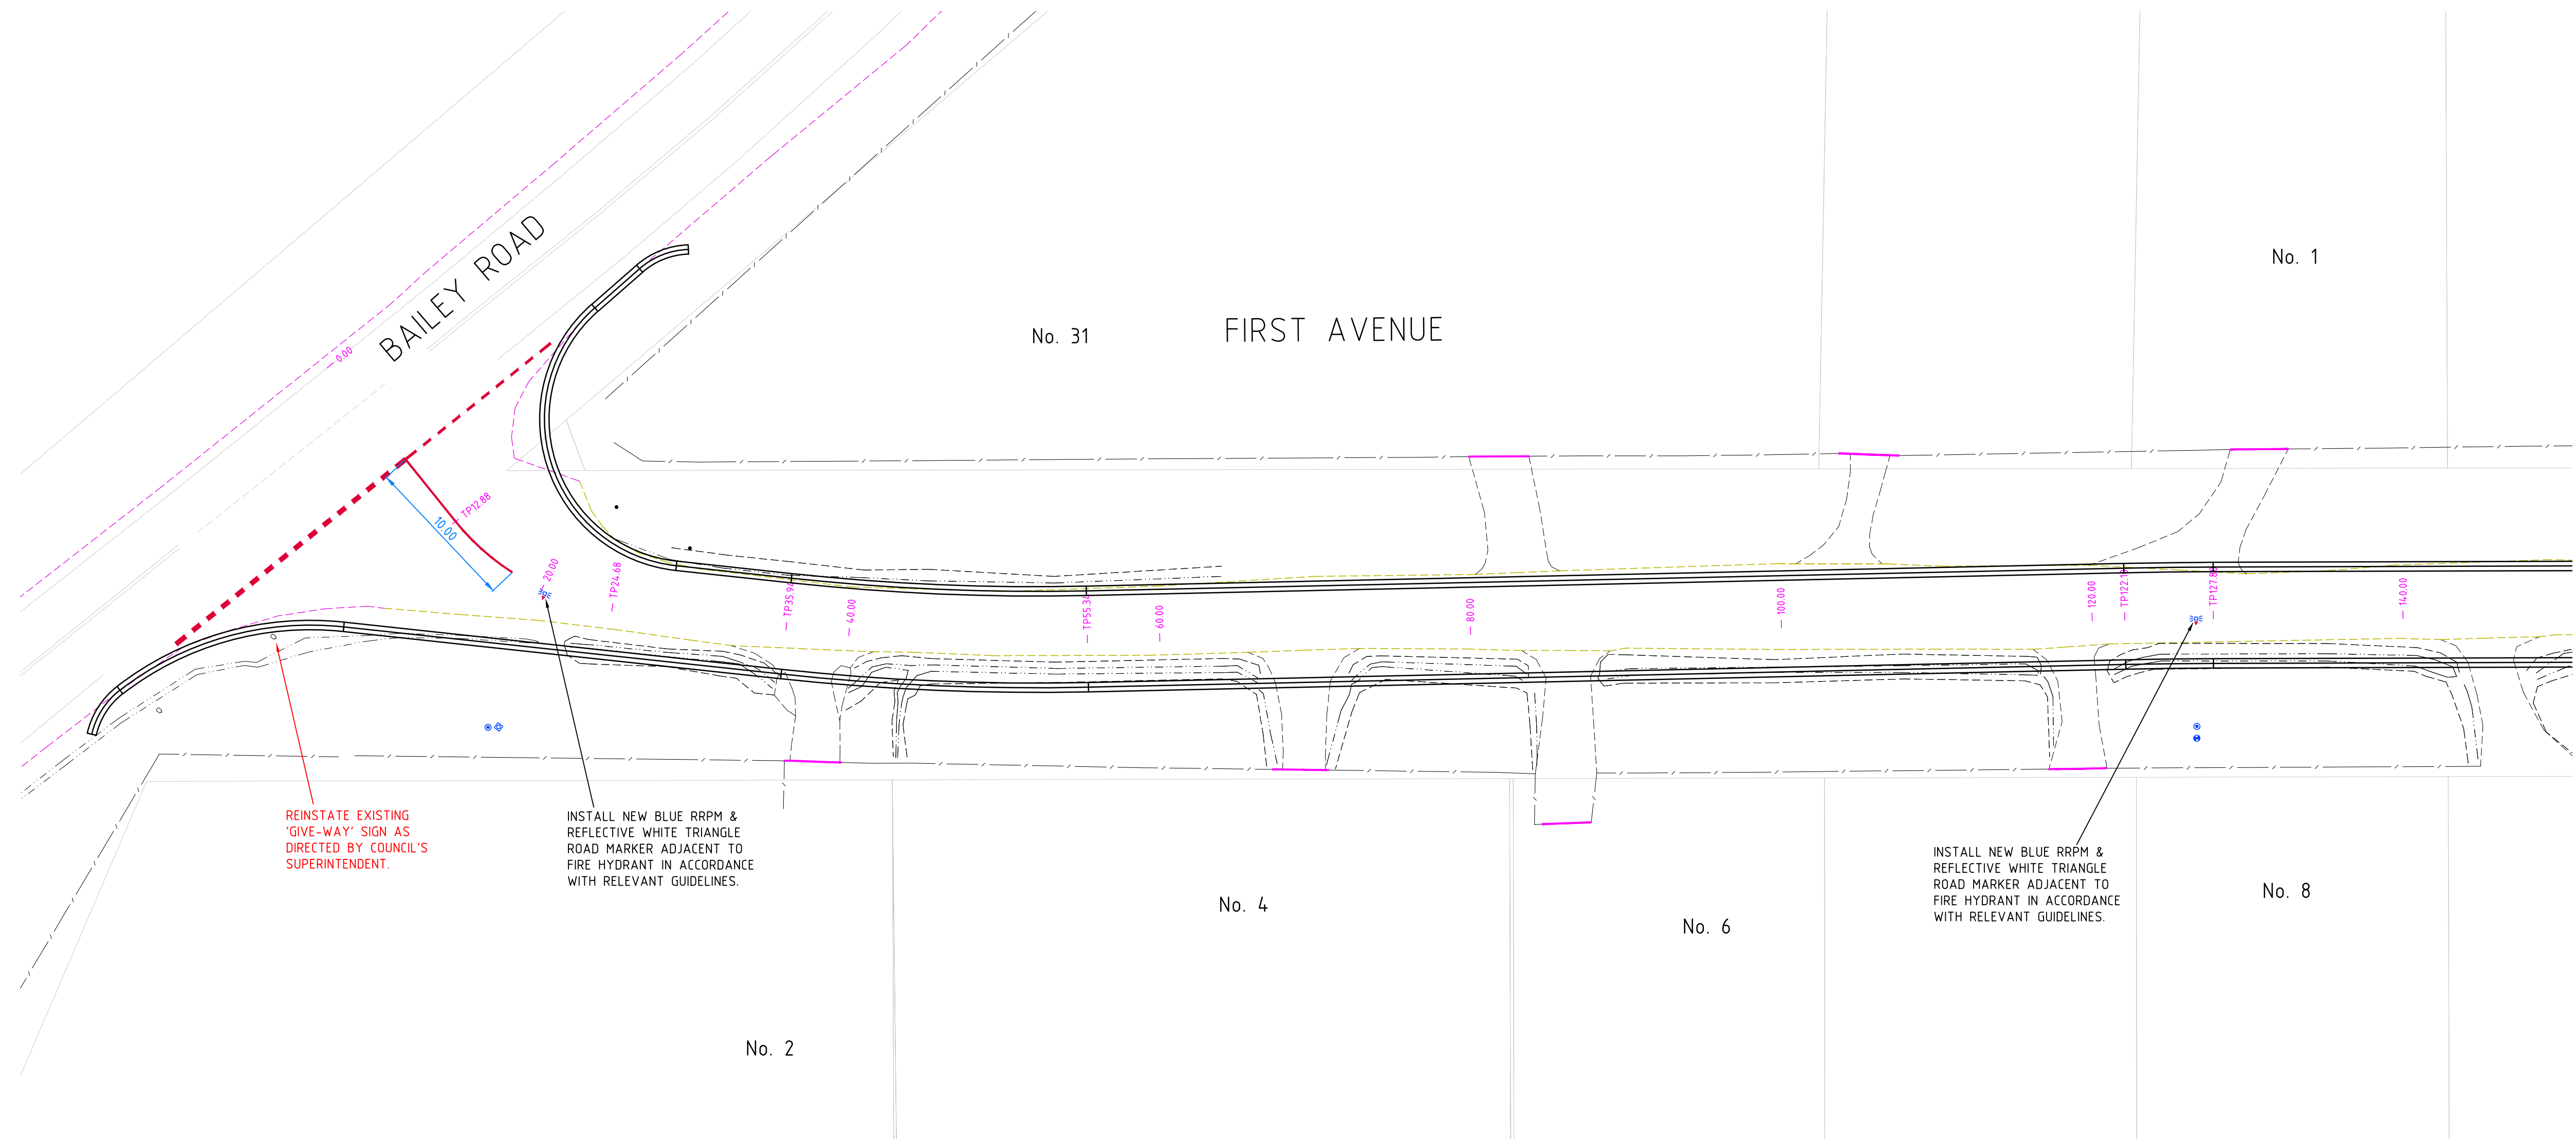 BAILEY ROAD
0.00
No. 31
FIRST AVENUE
No. 1
TP12.88
10.00
20.00
TP24.68
40.00
TP55.34
60.00
80.00
100.00
120.00
140.00
REINSTATE EXISTING
'GIVE-WAY' SIGN AS
DIRECTED BY COUNCIL'S
SUPERINTENDENT.
INSTALL NEW BLUE RRPM &
REFLECTIVE WHITE TRIANGLE
ROAD MARKER ADJACENT TO
FIRE HYDRANT IN ACCORDANCE
WITH RELEVANT GUIDELINES.
INSTALL NEW BLUE RRPM &
REFLECTIVE WHITE TRIANGLE
ROAD MARKER ADJACENT TO
FIRE HYDRANT IN ACCORDANCE
WITH RELEVANT GUIDELINES.
No. 2
No. 4
No. 6
No. 8